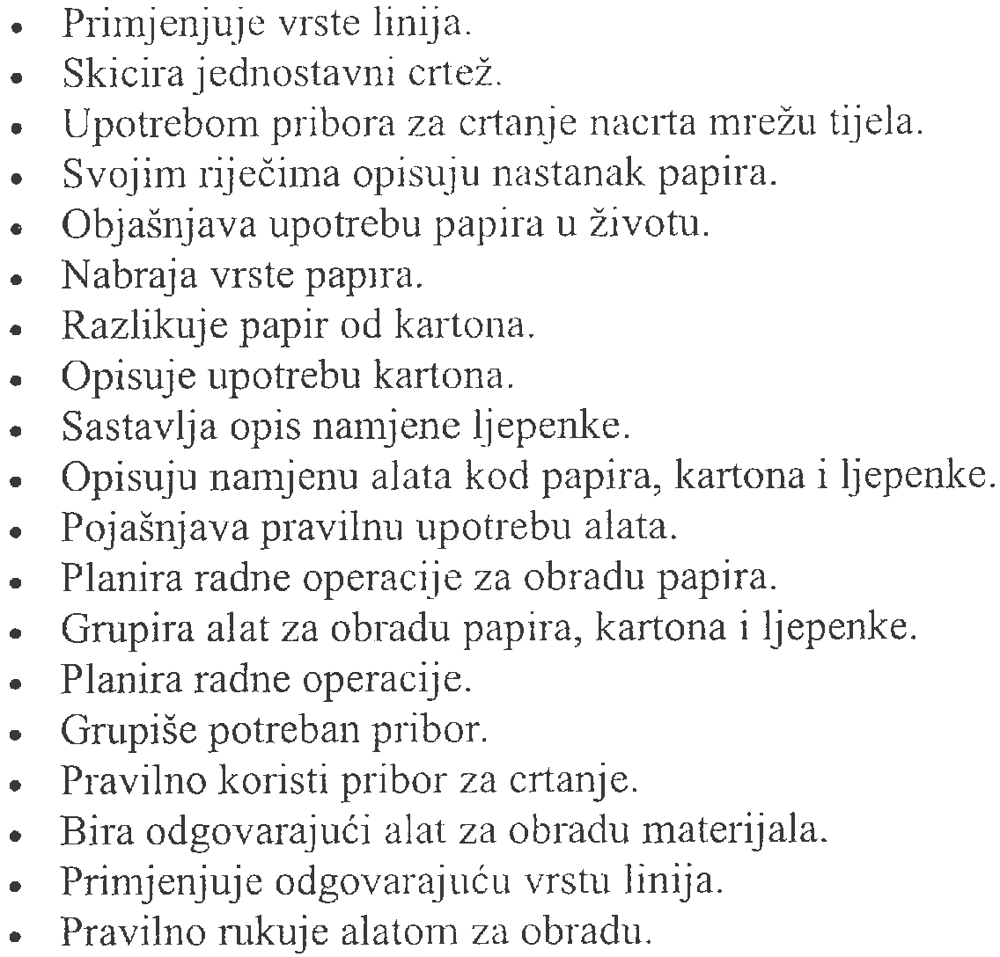 • Primjenjuje vrste linija.
• Skicira jednostavni crtež.
• Upotrebom pribora za crtanje nacrta mrežu tijela.
• Svojim riječima opisuju nastanak papira.
• Objašnjava upotrebu papira u životu.
• Nabraja vrste papira.
• Razlikuje papir od kartona.
• Opisuje upotrebu kartona.
• Sastavlja opis namjene ljepenke.
• Opisuju namjenu alata kod papira, kartona i ljepenke.
• Pojašnjava pravilnu upotrebu alata.
• Planira radne operacije za obradu papira.
• Grupira alat za obradu papira, kartona i ljepenke.
• Planira radne operacije.
• Grupiše potreban pribor.
• Pravilno koristi pribor za crtanje.
• Bira odgovarajući alat za obradu materijala.
• Primjenjuje odgovarajuću vrstu linija.
• Pravilno rukuje alatom za obradu.